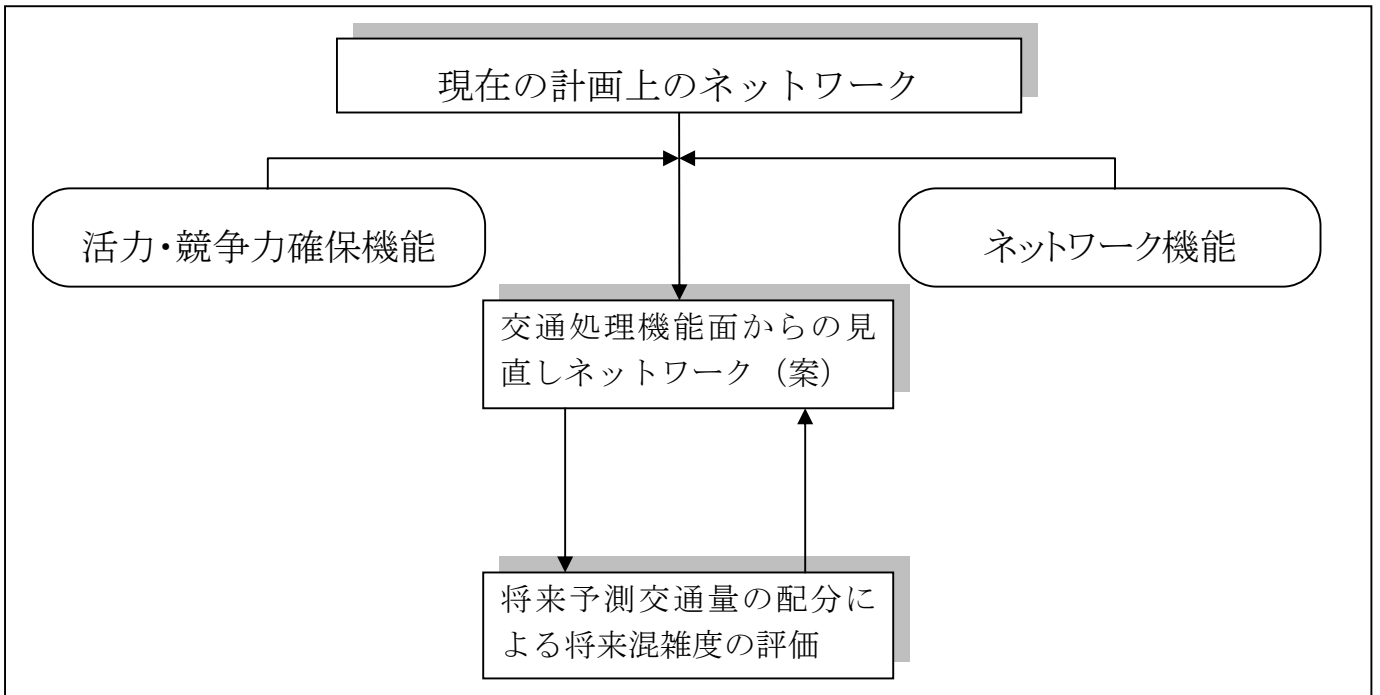 現在の計画上のネットワーク
活力・競争力確保機能
ネットワーク機能
交通処理機能面からの見
直しネットワーク（案）
将来予測交通量の配分に
よる将来混雑度の評価